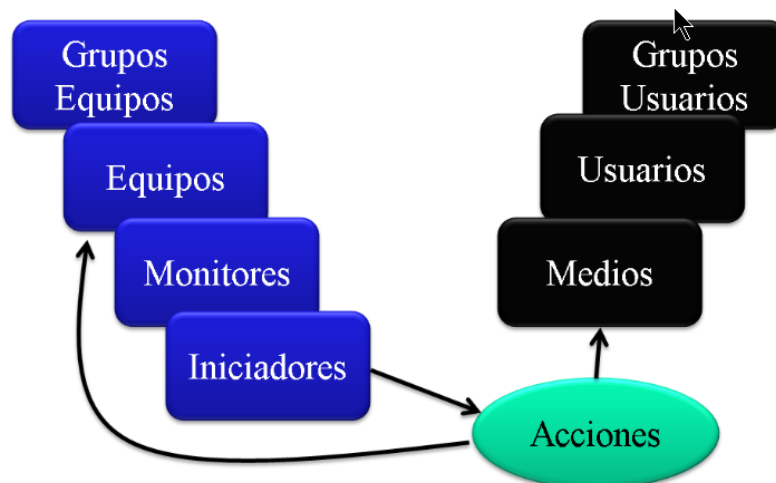 Grupos
Equipos
Equipos
Monitores
Iniciadores
Grupos
Usuarios
Usuarios
Medios
Acciones